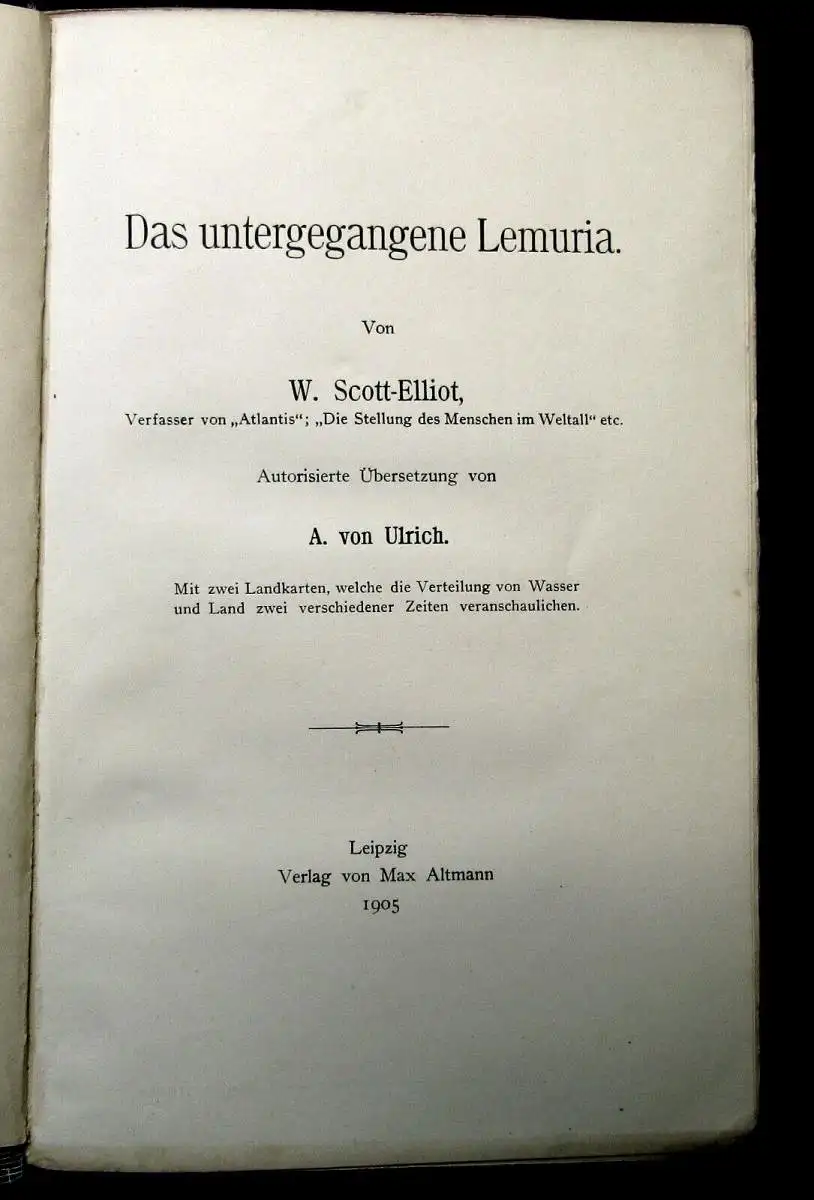 Das untergegangene Lemuria.
Von
W. Scott-Elliot,
Verfasser von „Atlantis“; „Die Stellung des Menschen im Weltall“ etc.
Autorisierte Übersetzung von
A. von Ulrich.
Mit zwei Landkarten, welche die Verteilung von Wasser
und Land zwei verschiedener Zeiten veranschaulichen.
Leipzig
Verlag von Max Altmann
1905